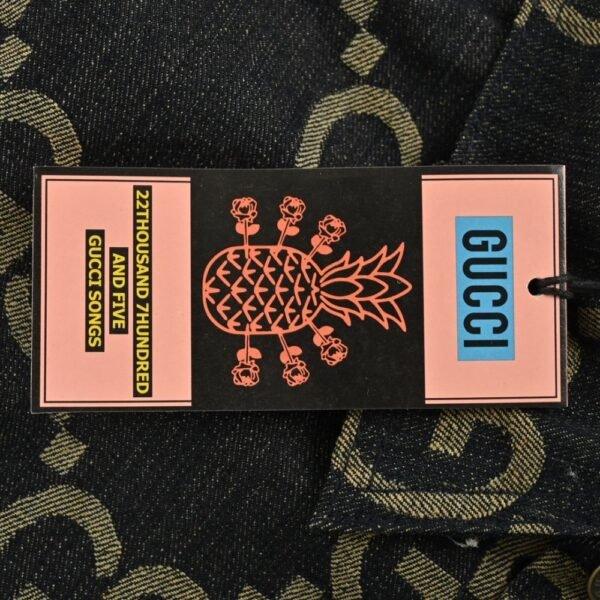 GUCCI
22THOUSAND 7HUNDRED
AND FIVE
GUCCI SONGS